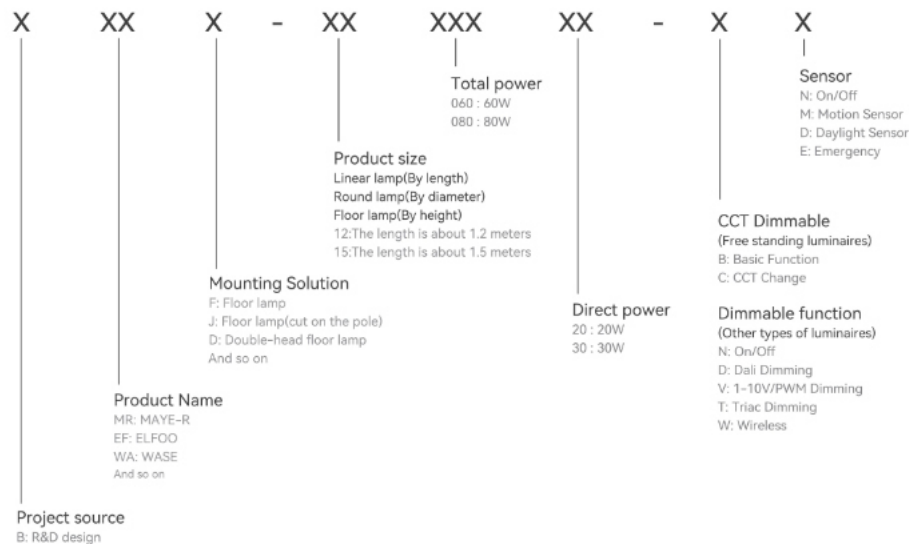 X XX X - XX XXX XX - X X
Sensor
N: On/Off
M: Motion Sensor
D: Daylight Sensor
E: Emergency
Total power
060 : 60W
080 : 80W
Product size
Linear lamp(By length)
Round lamp(By diameter)
Floor lamp(By height)
12:The length is about 1.2 meters
15:The length is about 1.5 meters
CCT Dimmable
(Free standing luminaires)
B: Basic Function
C: CCT Change
Mounting Solution
F: Floor lamp
J: Floor lamp(cut on the pole)
D: Double-head floor lamp
And so on
Direct power
20 : 20W
30 : 30W
Dimmable function
(Other types of luminaires)
N: On/Off
D: Dali Dimming
V: 1-10V/PWM Dimming
T: Triac Dimming
W: Wireless
Product Name
MR: MAYE-R
EF: ELFOO
WA: WASE
And so on
Project source
B: R&D design